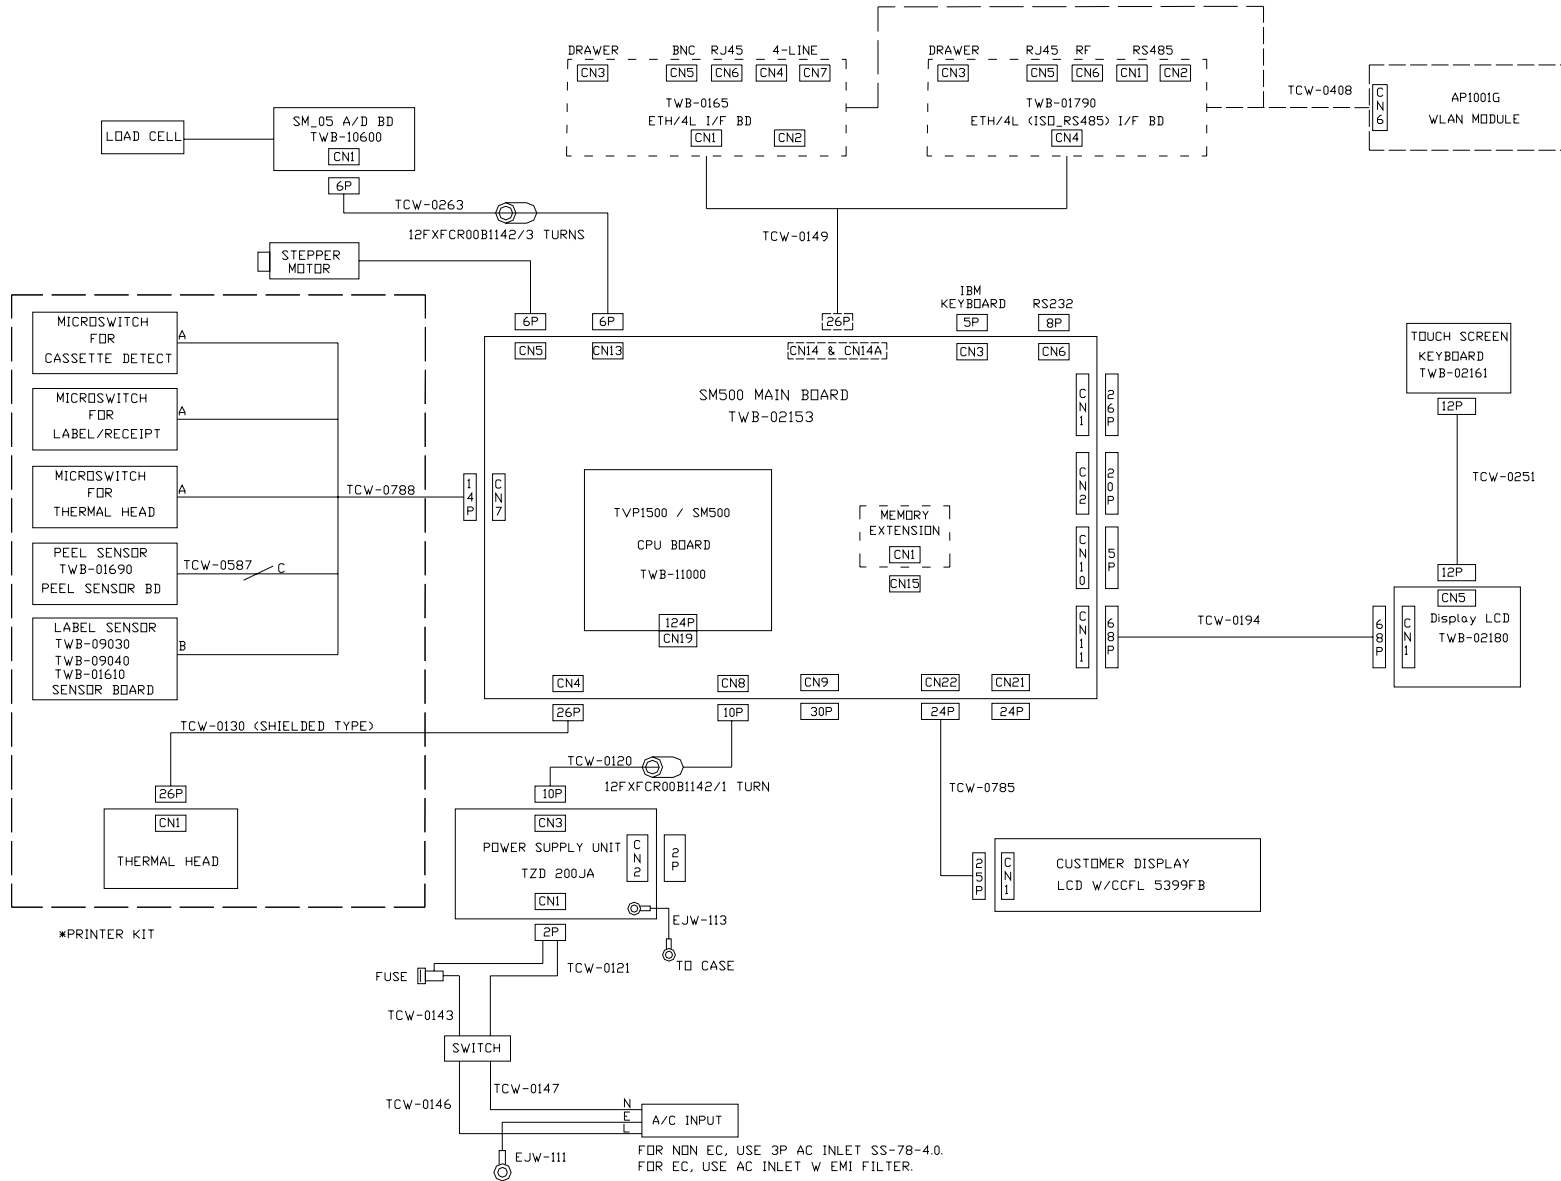 DRAWER BNC RJ45 4-LINE
CN3 CN5 CN6 CN4 CN7
TWB-0165
ETH/4L I/F BD
CN1 CN2
DRAWER RJ45 RF RS485
CN3 CN5 CN6 CN1 CN2
TWB-01790
ETH/4L (ISO_RS485) I/F BD
CN4
TCW-0408
CN6
AP1001G
WLAN MODULE
LOAD CELL
SM_05 A/D BD
TWB-10600
CN1
6P
TCW-0263
12FXFCR00B1142/3 TURNS
TCW-0149
STEPPER
MOTOR
6P
6P
26P
IBM
KEYBOARD
5P
RS232
8P
CN5
CN13
CN14 & CN14A
CN3
CN6
MICROSWITCH
FOR
CASSETTE DETECT
A
MICROSWITCH
FOR
LABEL/RECEIPT
A
MICROSWITCH
FOR
THERMAL HEAD
A
TCW-0788
14P
CN7
PEEL SENSOR
TWB-01690
PEEL SENSOR BD
TCW-0587
C
LABEL SENSOR
TWB-09030
TWB-09040
TWB-01610
SENSOR BOARD
B
SM500 MAIN BOARD
TWB-02153
TVP1500 / SM500
CPU BOARD
TWB-11000
124P
CN19
MEMORY
EXTENSION
CN1
CN15
CN1
26P
CN2
20P
CN10
5P
CN11
68P
TOUCH SCREEN
KEYBOARD
TWB-02161
12P
TCW-0251
12P
CN5
Display LCD
TWB-02180
CN1
68P
TCW-0194
CN4 CN8 CN9 CN22 CN21
26P 10P 30P 24P 24P
TCW-0130 (SHIELDED TYPE)
26P
CN1
THERMAL HEAD
*PRINTER KIT
TCW-0120
12FXFCR00B1142/1 TURN
10P
CN3
POWER SUPPLY UNIT
TZD 200JA
CN2
2P
CN1
2P
EJW-113
TO CASE
TCW-0785
25P
CN1
CUSTOMER DISPLAY
LCD W/CCFL 5399FB
TCW-0121
FUSE
TCW-0143
SWITCH
TCW-0147
TCW-0146
N
E
L
A/C INPUT
EJW-111
FOR NON EC, USE 3P AC INLET SS-78-4.0.
FOR EC, USE AC INLET W EMI FILTER.